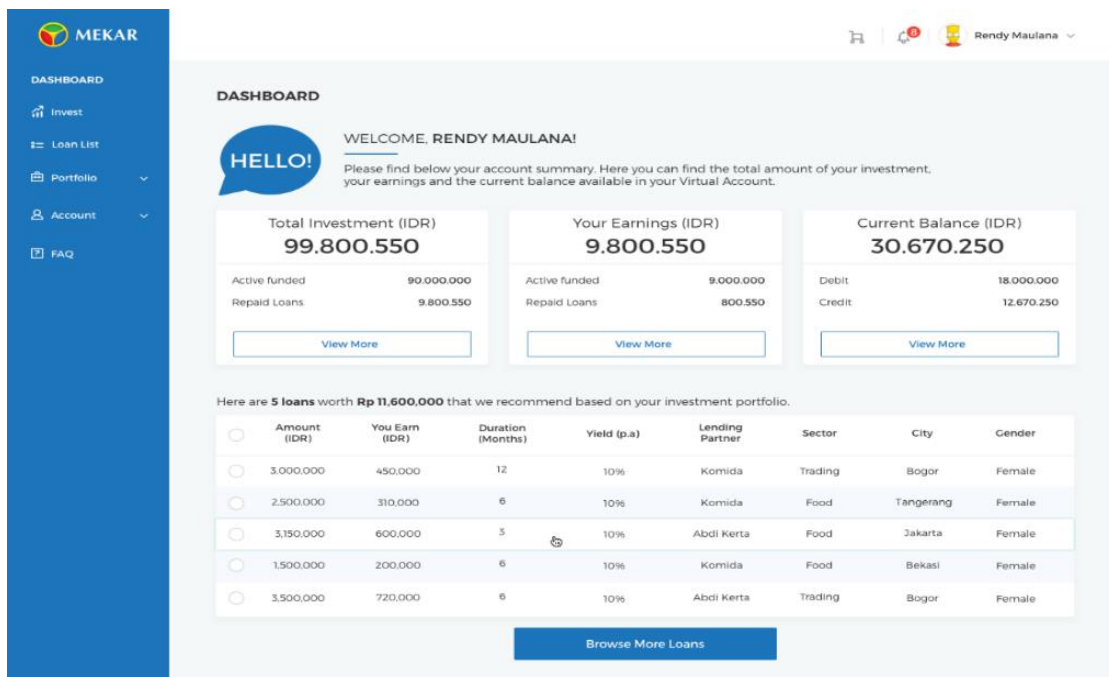 MEKAR
8
Rendy Maulana
DASHBOARD
Invest
Loan List
Portfolio
Account
FAQ
DASHBOARD
HELLO!
WELCOME, RENDY MAULANA!
Please find below your account summary. Here you can find the total amount of your investment,
your earnings and the current balance available in your Virtual Account.
Total Investment (IDR)
99.800.550
Active funded 90.000.000
Repaid Loans 9.800.550
View More
Your Earnings (IDR)
9.800.550
Active funded 9.000.000
Repaid Loans 800.550
View More
Current Balance (IDR)
30.670.250
Debit 18.000.000
Credit 12.670.250
View More
Here are 5 loans worth Rp 11,600,000 that we recommend based on your investment portfolio.
Amount (IDR) You Earn (IDR) Duration (Months) Yield (p.a) Lending Partner Sector City Gender
3,000,000 450,000 12 10% Komida Trading Bogor Female
2,500,000 310,000 6 10% Komida Food Tangerang Female
3,150,000 600,000 3 10% Abdi Kerta Food Jakarta Female
1,500,000 200,000 6 10% Komida Food Bekasi Female
3,500,000 720,000 6 10% Abdi Kerta Trading Bogor Female
Browse More Loans